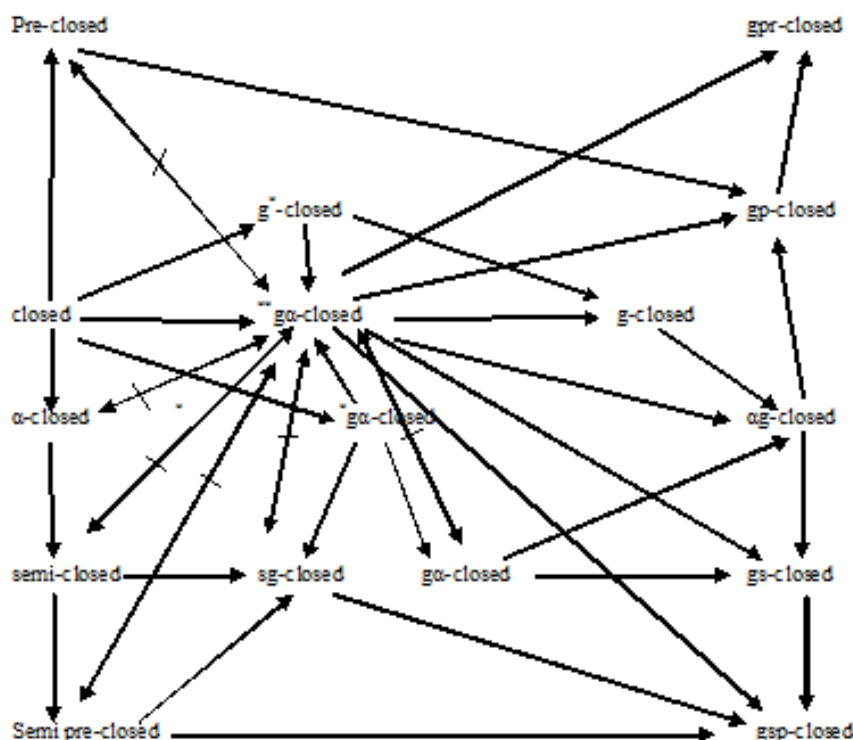 Pre-closed gpr-closed
g*-closed gp-closed
closed **gα-closed g-closed
α-closed * *gα-closed αg-closed
semi-closed sg-closed gα-closed gs-closed
Semi pre-closed gsp-closed